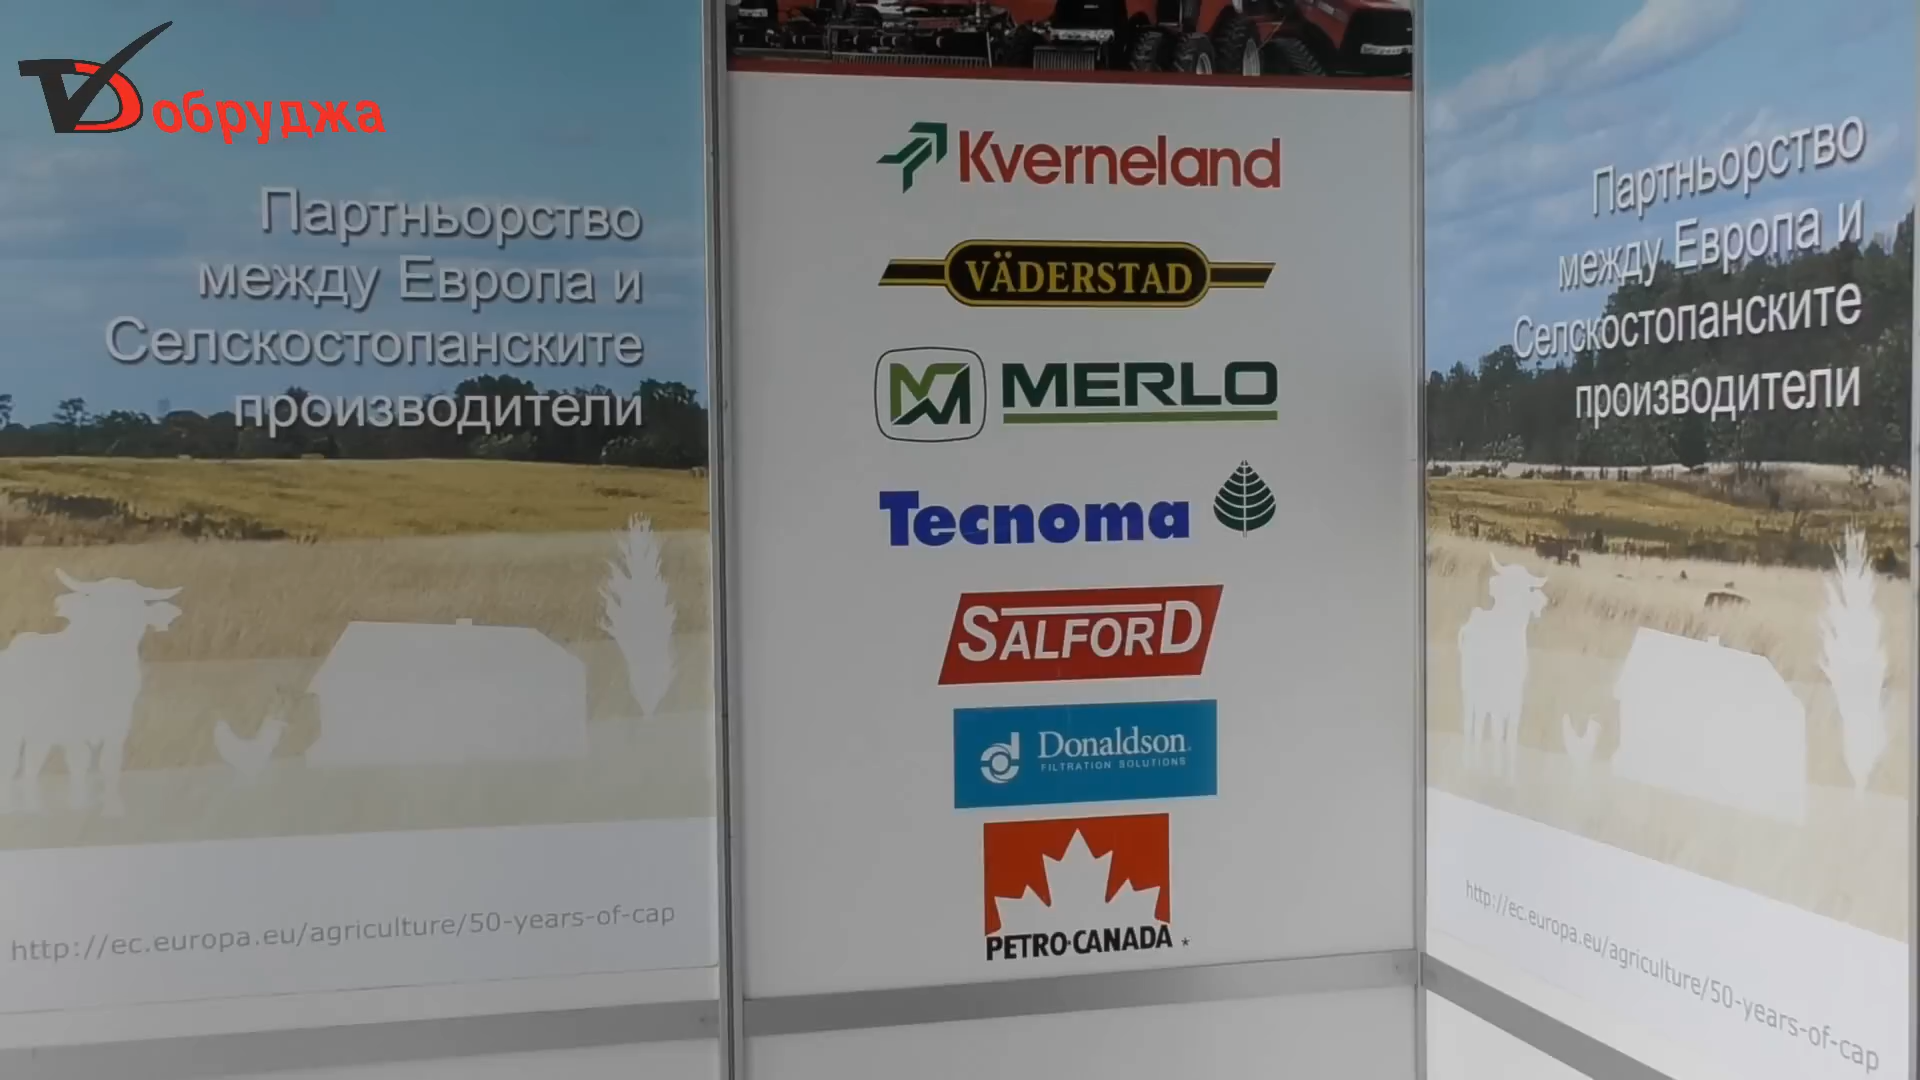 TV Добруджа
Партньорство
между Европа и
Селскостопанските
производители
http://ec.europa.eu/agriculture/50-years-of-cap
Kverneland
VÄDERSTAD
MERLO
Tecnoma
SALFORD
Donaldson
FILTRATION SOLUTIONS
PETRO-CANADA
Партньорство
между Европа и
Селскостопанските
производители
http://ec.europa.eu/agriculture/50-years-of-cap